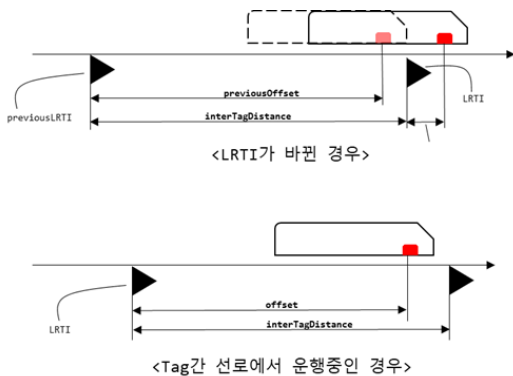 previousOffset
LRTI
previousLRTI
interTagDistance
<LRTI가 바뀐 경우>
offset
LRTI
interTagDistance
<Tag간 선로에서 운행중인 경우>